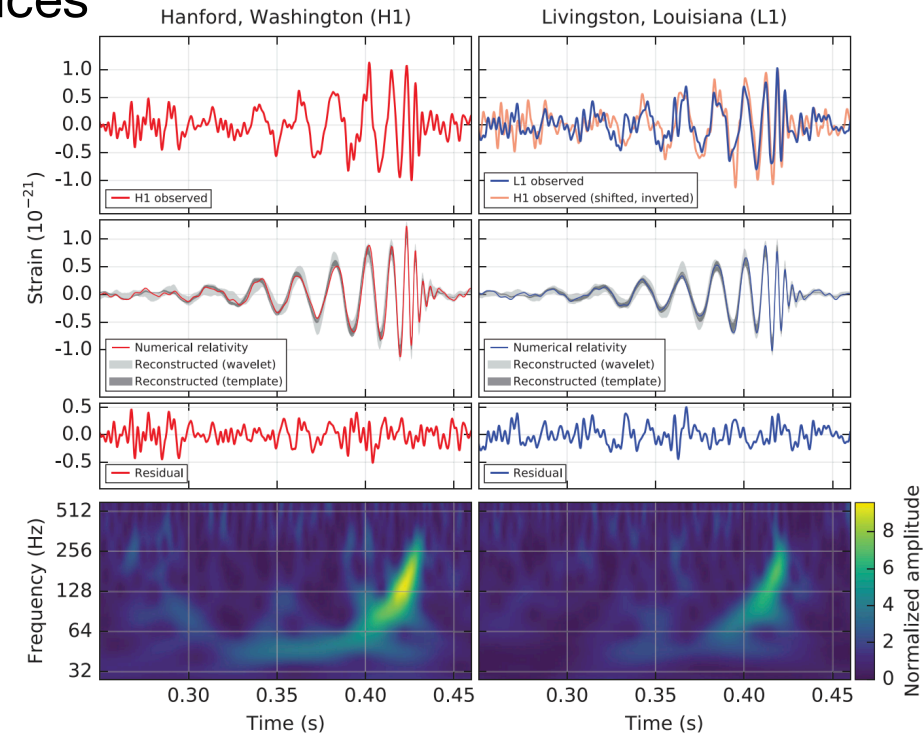 Hanford, Washington (H1)
Livingston, Louisiana (L1)
Strain (10⁻²¹)
1.0
0.5
0.0
-0.5
-1.0
H1 observed
L1 observed
H1 observed (shifted, inverted)
1.0
0.5
0.0
-0.5
-1.0
Numerical relativity
Reconstructed (wavelet)
Reconstructed (template)
Numerical relativity
Reconstructed (wavelet)
Reconstructed (template)
0.5
0.0
-0.5
Residual
Residual
Frequency (Hz)
512
256
128
64
32
0.30 0.35 0.40 0.45
Time (s)
0.30 0.35 0.40 0.45
Time (s)
8
6
4
2
0
Normalized amplitude